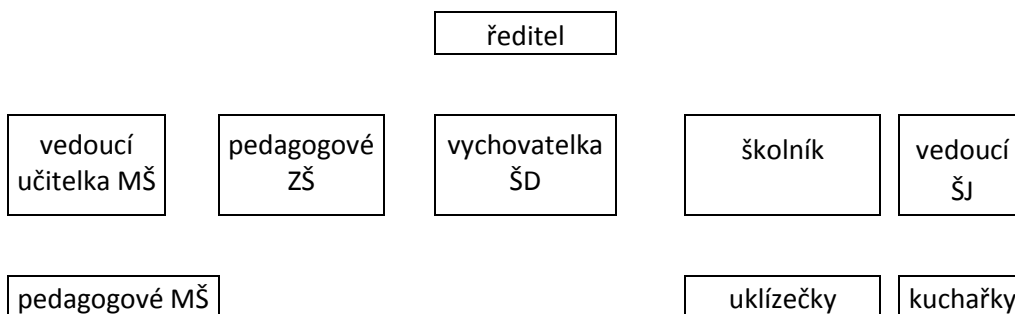 ředitel
vedoucí
učitelka MŠ
pedagogové
ZŠ
vychovatelka
ŠD
školník
vedoucí
ŠJ
pedagogové MŠ
uklízečky
kuchařky